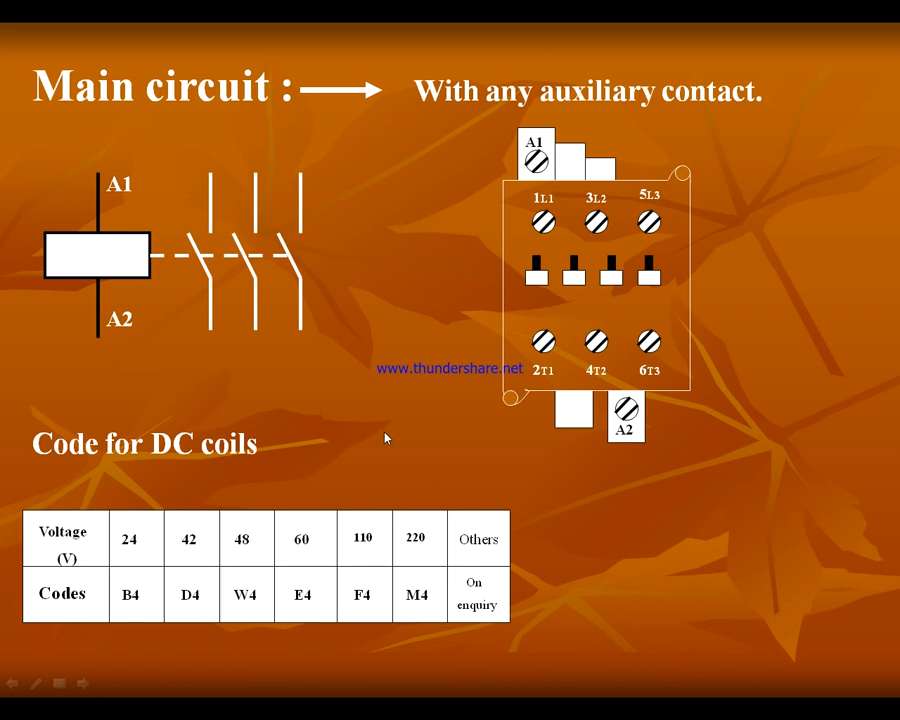 Main circuit :
With any auxiliary contact.
A1
A2
A1
1L1 3L2 5L3
www.thundershare.net
2T1 4T2 6T3
A2
Code for DC coils
Voltage (V) 24 42 48 60 110 220 Others
Codes B4 D4 W4 E4 F4 M4 On enquiry